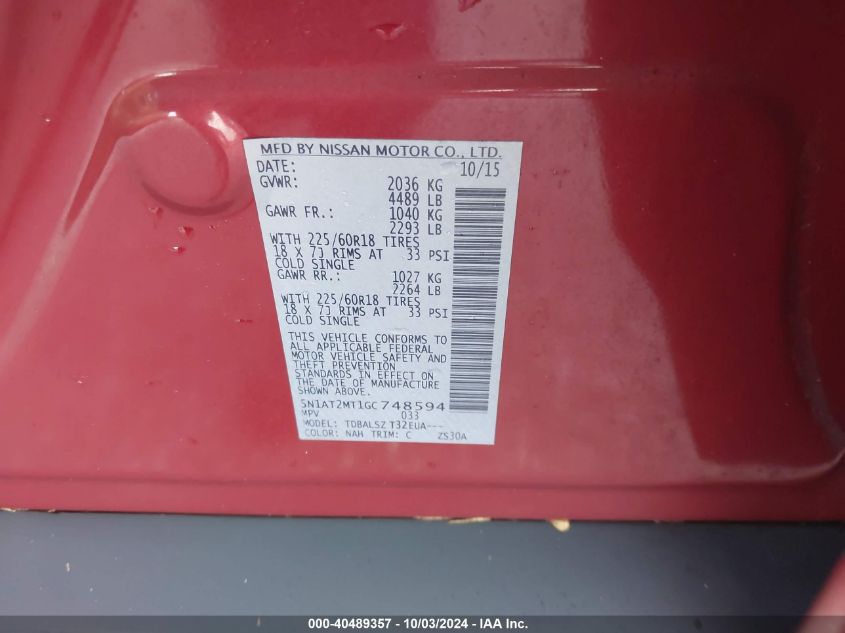 MFD BY NISSAN MOTOR CO., LTD.
DATE: 10/15
GVWR: 2036 KG
4489 LB
GAWR FR.: 1040 KG
2293 LB
WITH 225/60R18 TIRES
18 X 7J RIMS AT 33 PSI
COLD SINGLE
GAWR RR.: 1027 KG
2264 LB
WITH 225/60R18 TIRES
18 X 7J RIMS AT 33 PSI
COLD SINGLE
THIS VEHICLE CONFORMS TO
ALL APPLICABLE FEDERAL
MOTOR VEHICLE SAFETY AND
THEFT PREVENTION
STANDARDS IN EFFECT ON
THE DATE OF MANUFACTURE
SHOWN ABOVE.
5N1AT2MT1GC748594
MPV 033
MODEL: TDBALSZ T32EUA---
COLOR: NAH TRIM: C ZS30A
000-40489357 - 10/03/2024 - IAA Inc.